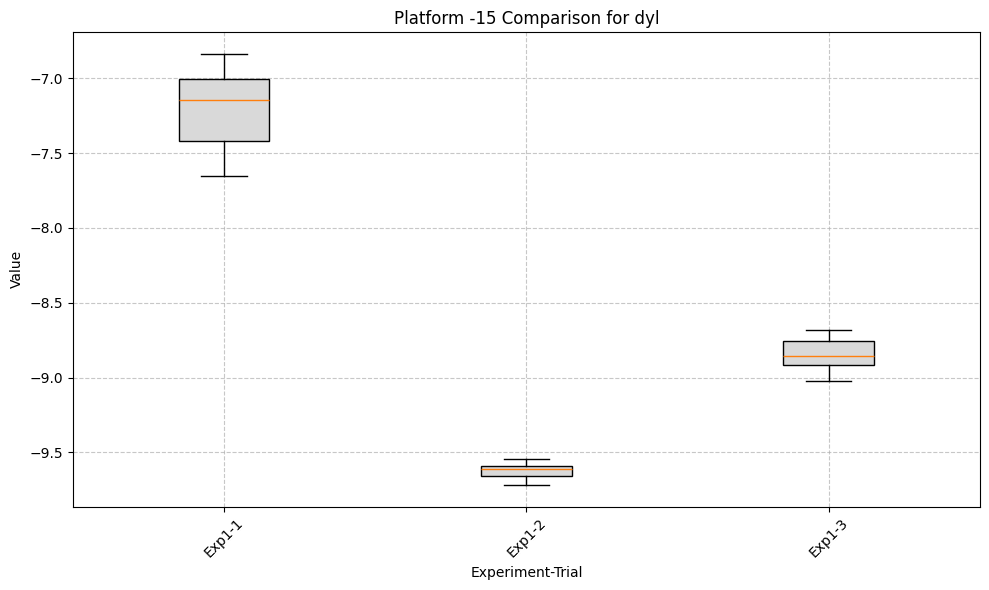 Platform -15 Comparison for dyl
−7.0
−7.5
−8.0
−8.5
−9.0
−9.5
Value
Exp1-1
Exp1-2
Exp1-3
Experiment-Trial